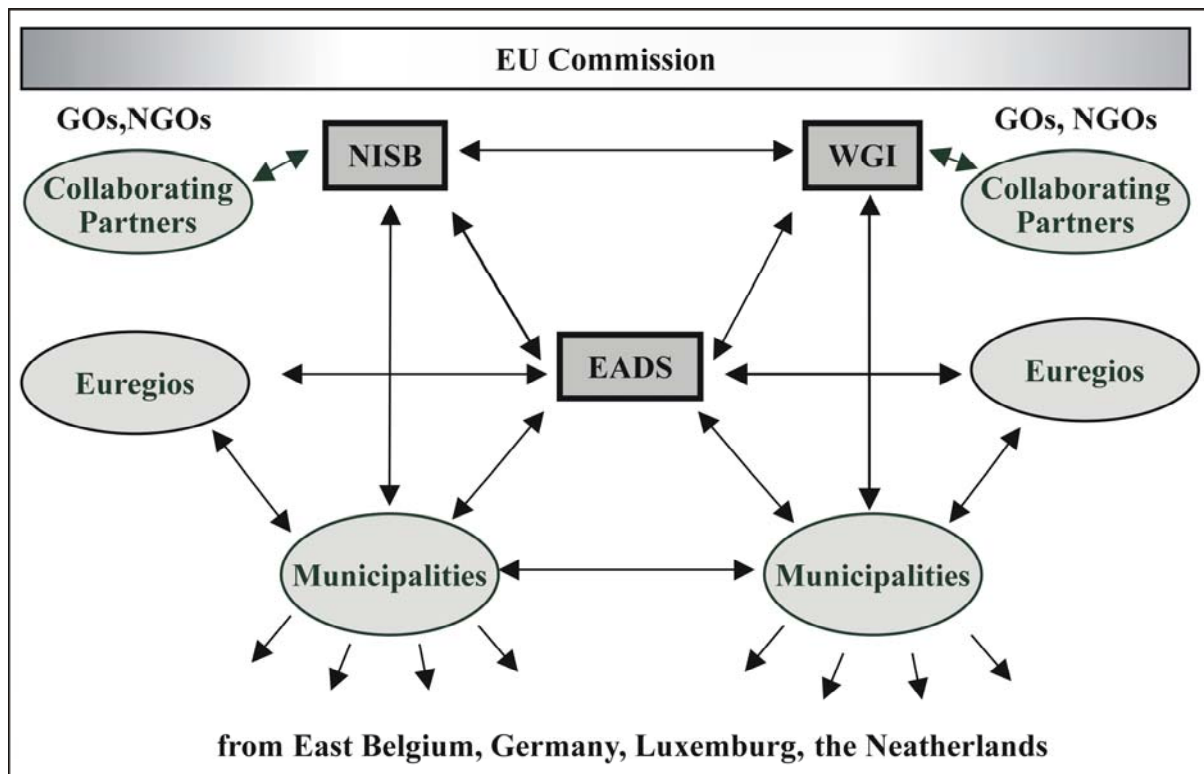 EU Commission
GOs,NGOs
GOs, NGOs
NISB
WGI
Collaborating
Partners
Collaborating
Partners
Euregios
EADS
Euregios
Municipalities
Municipalities
from East Belgium, Germany, Luxemburg, the Neatherlands